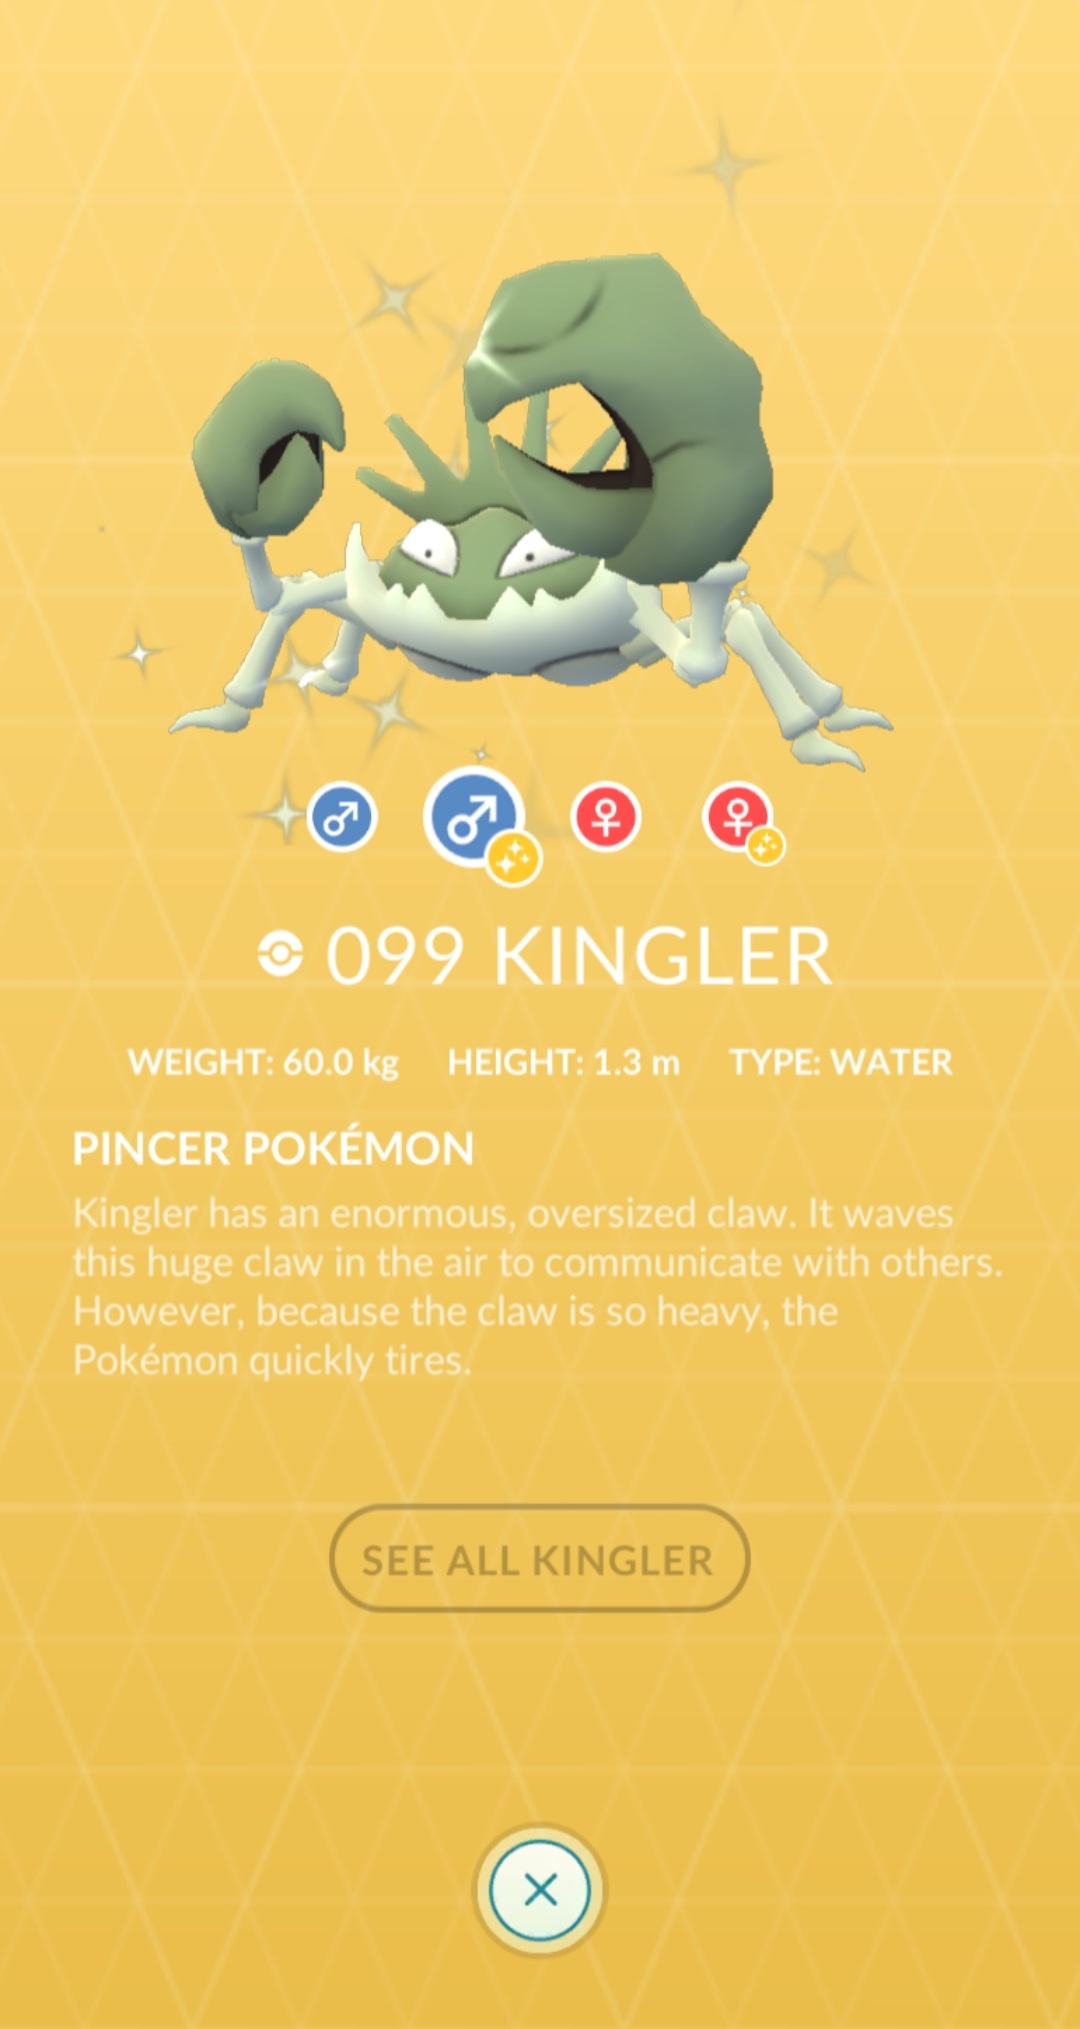 099 KINGLER
WEIGHT: 60.0 kg HEIGHT: 1.3 m TYPE: WATER
PINCER POKÉMON
Kingler has an enormous, oversized claw. It waves
this huge claw in the air to communicate with others.
However, because the claw is so heavy, the
Pokémon quickly tires.
SEE ALL KINGLER